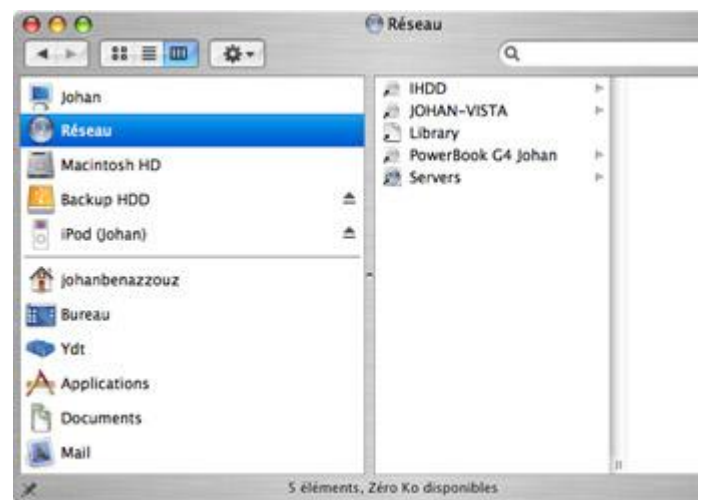 Réseau
Johan
Réseau
Macintosh HD
Backup HDD
iPod (Johan)
johanbenazzouz
Bureau
Ydt
Applications
Documents
Mail
IHDD
JOHAN-VISTA
Library
PowerBook G4 Johan
Servers
5 éléments, Zéro Ko disponibles